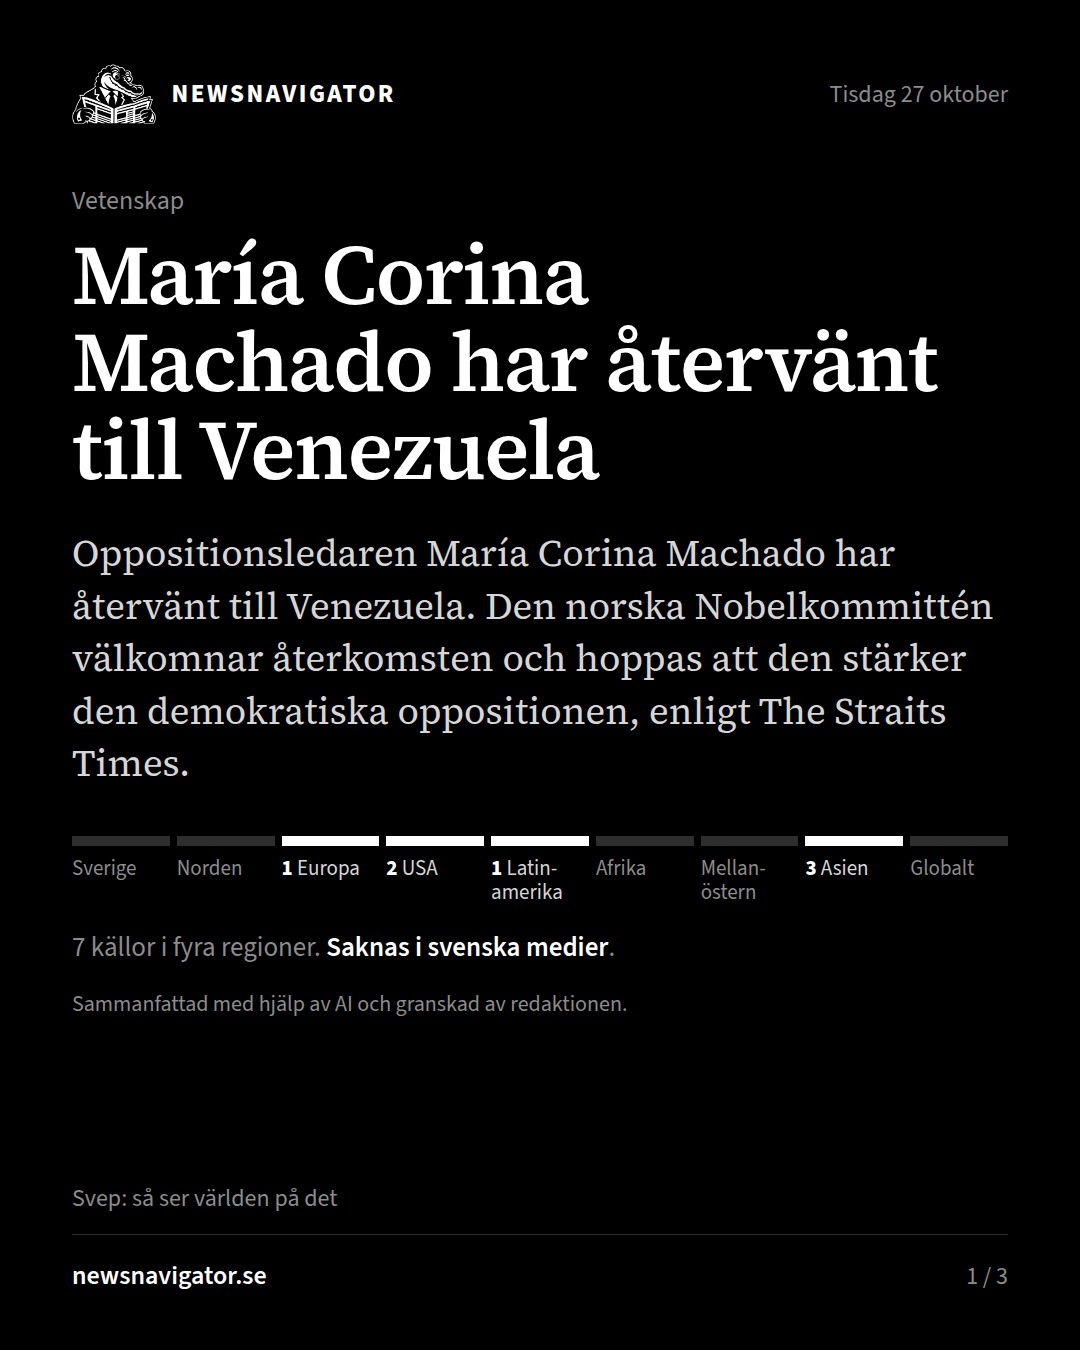 NEWSNAVIGATOR
Tisdag 27 oktober
Vetenskap
María Corina
Machado har återvänt
till Venezuela
Oppositionsledaren María Corina Machado har
återvänt till Venezuela. Den norska Nobelkommittén
välkomnar återkomsten och hoppas att den stärker
den demokratiska oppositionen, enligt The Straits
Times.
Sverige
Norden
1 Europa
2 USA
1 Latin-
amerika
Afrika
Mellan-
östern
3 Asien
Globalt
7 källor i fyra regioner. Saknas i svenska medier.
Sammanfattad med hjälp av AI och granskad av redaktionen.
Svep: så ser världen på det
newsnavigator.se
1 / 3